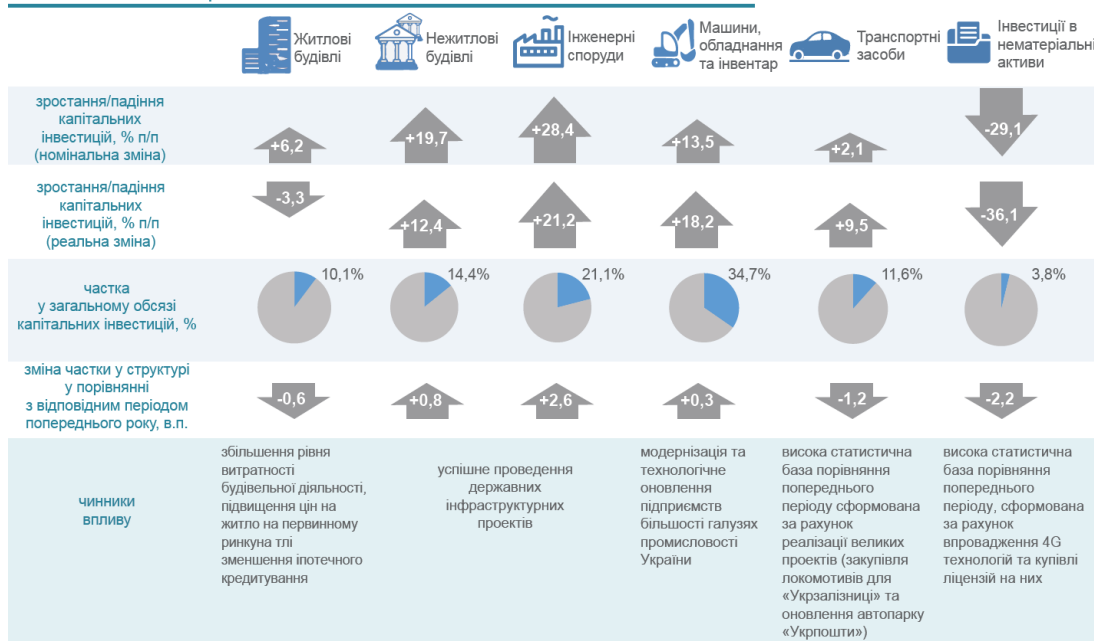 Житлові
будівлі
Нежитлові
будівлі
Інженерні
споруди
Машини,
обладнання
та інвентар
Транспортні
засоби
Інвестиції в
нематеріальні
активи
зростання/падіння
капітальних
інвестицій, % п/п
(номінальна зміна)
+6,2
+19,7
+28,4
+13,5
+2,1
-29,1
зростання/падіння
капітальних
інвестицій, % п/п
(реальна зміна)
-3,3
+12,4
+21,2
+18,2
+9,5
-36,1
частка
у загальному обсязі
капітальних інвестицій, %
10,1%
14,4%
21,1%
34,7%
11,6%
3,8%
зміна частки у структурі
у порівнянні
з відповідним періодом
попереднього року, в.п.
-0,6
+0,8
+2,6
+0,3
-1,2
-2,2
чинники
впливу
збільшення рівня
витратності
будівельної діяльності,
підвищення цін на
житло на первинному
ринкуна тлі
зменшення іпотечного
кредитування
успішне проведення
державних
інфраструктурних
проектів
модернізація та
технологічне
оновлення
підприємств
більшості галузях
промисловості
України
висока статистична
база порівняння
попереднього
періоду сформована
за рахунок
реалізації великих
проектів (закупівля
локомотивів для
«Укрзалізниці» та
оновлення автопарку
«Укрпошти»)
висока статистична
база порівняння
попереднього
періоду, сформована
за рахунок
впровадження 4G
технологій та купівлі
ліцензій на них